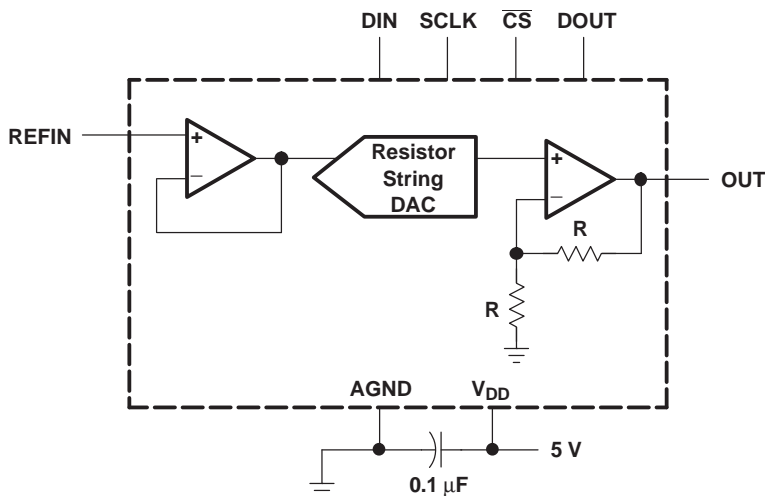 DIN SCLK CS DOUT
REFIN
+
−
Resistor
String
DAC
+
−
OUT
R
R
AGND VDD
5 V
0.1 μF